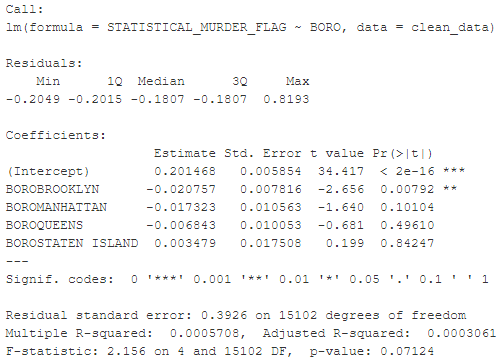 Call:
lm(formula = STATISTICAL_MURDER_FLAG ~ BORO, data = clean_data)
Residuals:
Min 1Q Median 3Q Max
-0.2049 -0.2015 -0.1807 -0.1807 0.8193
Coefficients:
Estimate Std. Error t value Pr(>|t|)
(Intercept) 0.201468 0.005854 34.417 < 2e-16 ***
BOROBROOKLYN -0.020757 0.007816 -2.656 0.00792 **
BOROMANHATTAN -0.017323 0.010563 -1.640 0.10104
BOROQUEENS -0.006843 0.010053 -0.681 0.49610
BOROSTATEN ISLAND 0.003479 0.017508 0.199 0.84247
---
Signif. codes: 0 '***' 0.001 '**' 0.01 '*' 0.05 '.' 0.1 ' ' 1
Residual standard error: 0.3926 on 15102 degrees of freedom
Multiple R-squared: 0.0005708, Adjusted R-squared: 0.0003061
F-statistic: 2.156 on 4 and 15102 DF, p-value: 0.07124